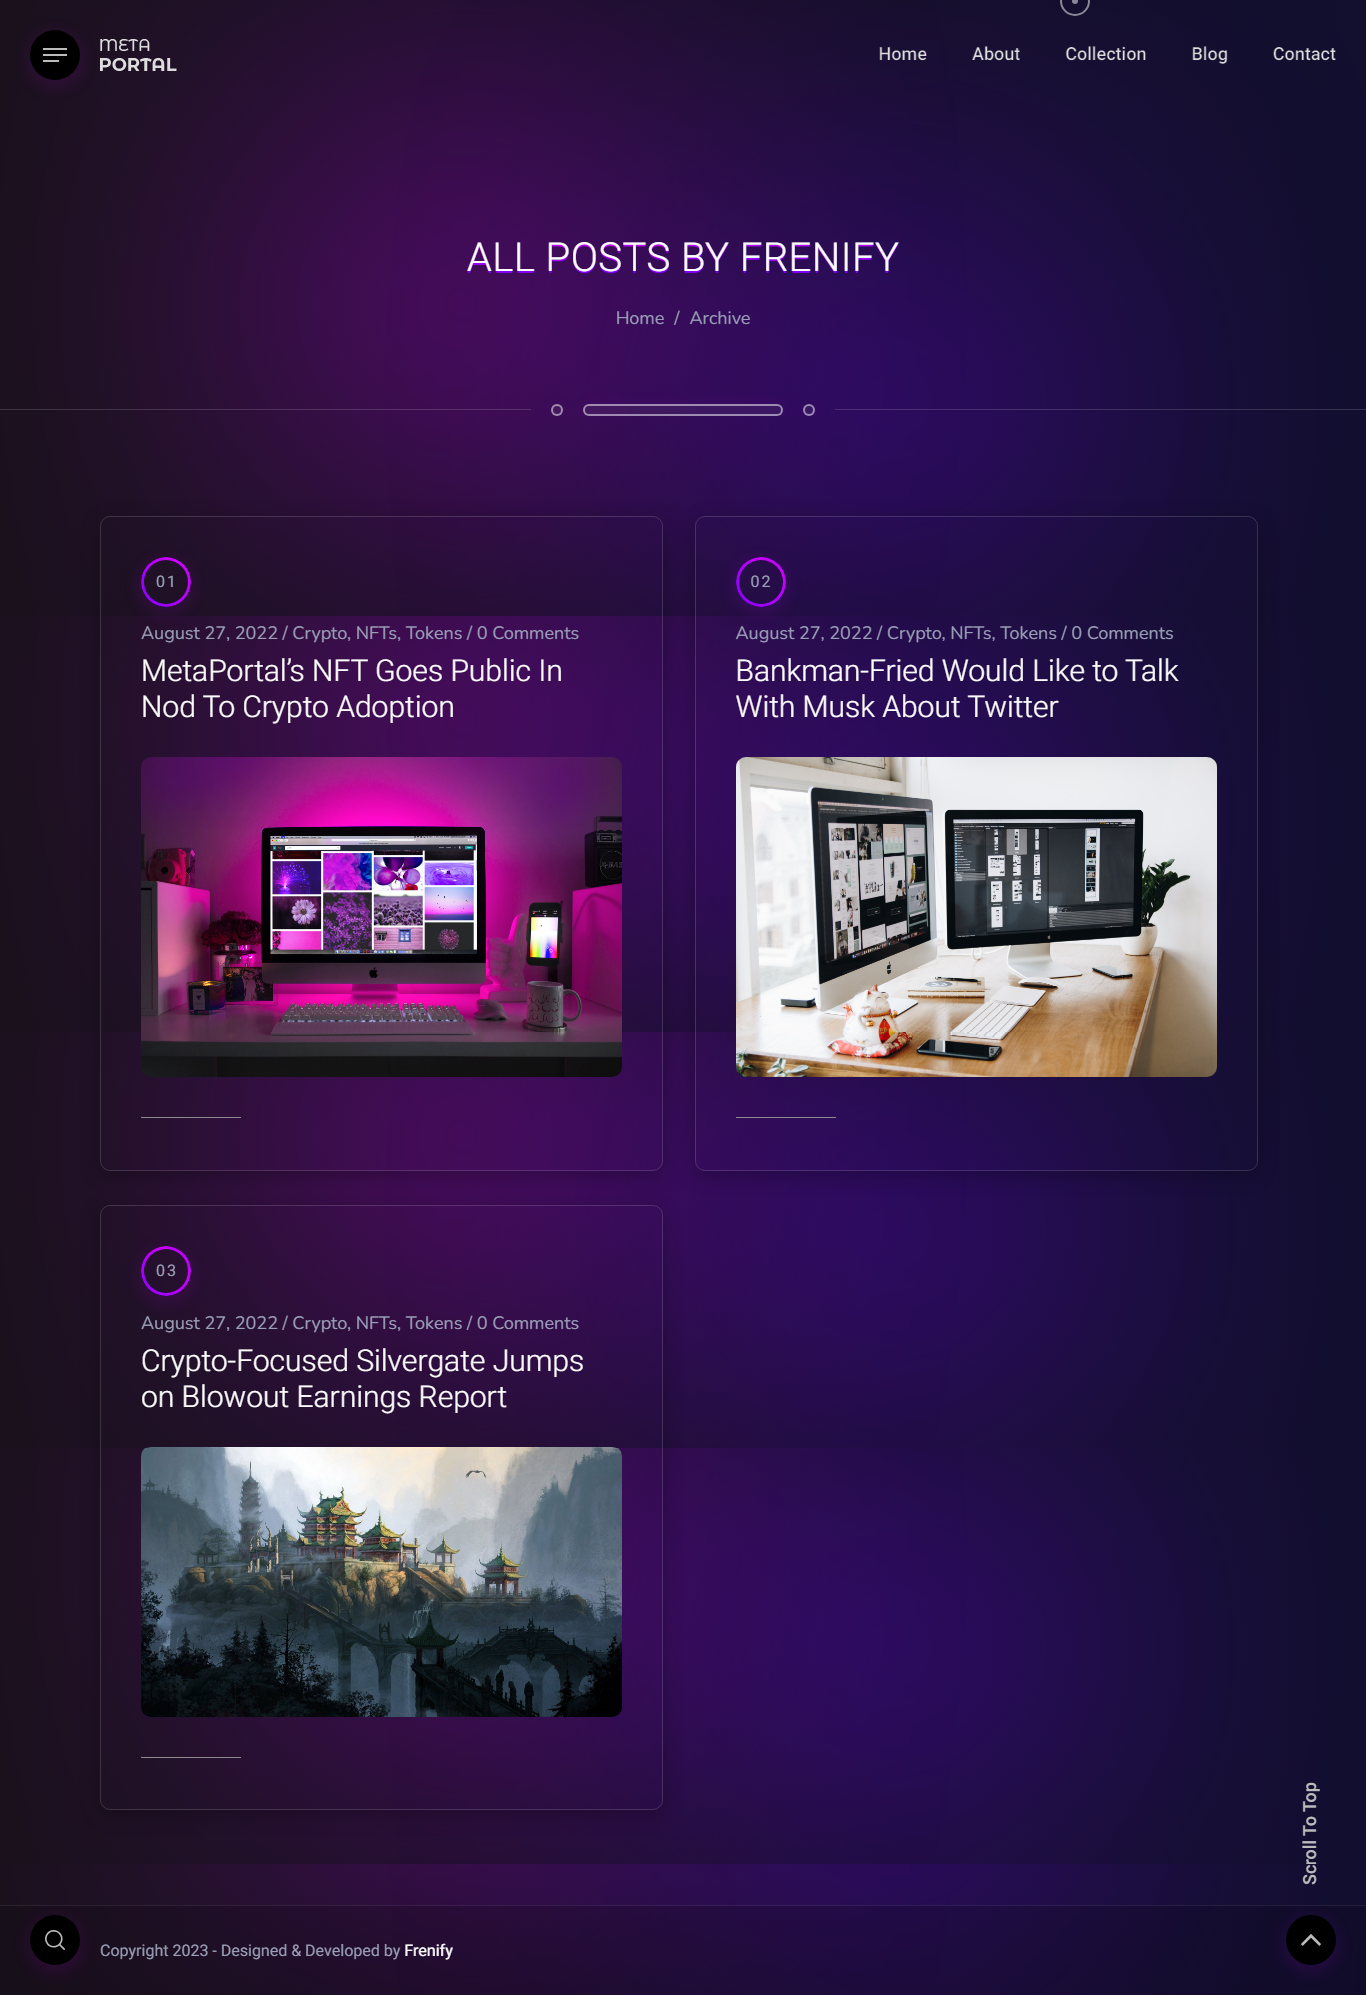 META
PORTAL
Home
About
Collection
Blog
Contact
ALL POSTS BY FRENIFY
Home / Archive
01
August 27, 2022 / Crypto, NFTs, Tokens / 0 Comments
MetaPortal’s NFT Goes Public In
Nod To Crypto Adoption
02
August 27, 2022 / Crypto, NFTs, Tokens / 0 Comments
Bankman-Fried Would Like to Talk
With Musk About Twitter
03
August 27, 2022 / Crypto, NFTs, Tokens / 0 Comments
Crypto-Focused Silvergate Jumps
on Blowout Earnings Report
Scroll To Top
Copyright 2023 - Designed & Developed by Frenify